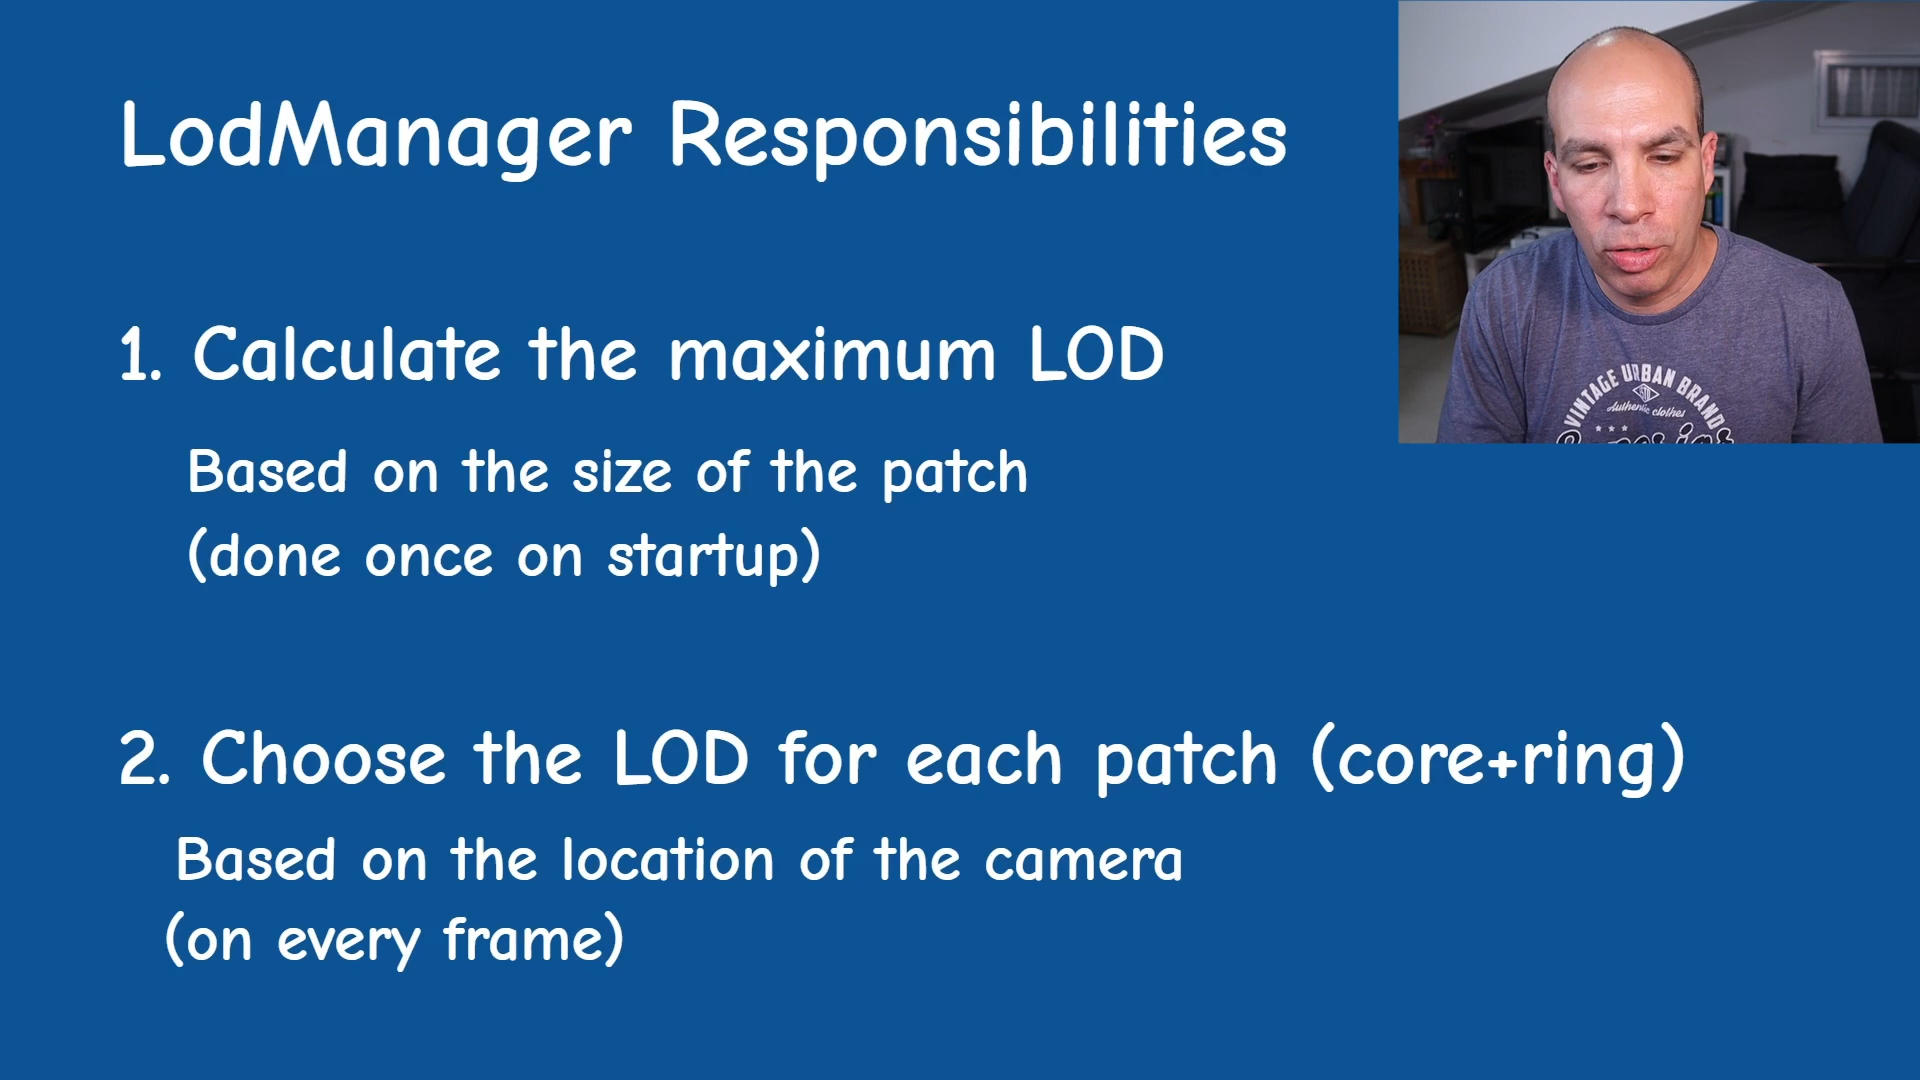 LodManager Responsibilities
1. Calculate the maximum LOD
Based on the size of the patch
(done once on startup)
2. Choose the LOD for each patch (core+ring)
Based on the location of the camera
(on every frame)
VINTAGE URBAN BRAND
Authentic clothes